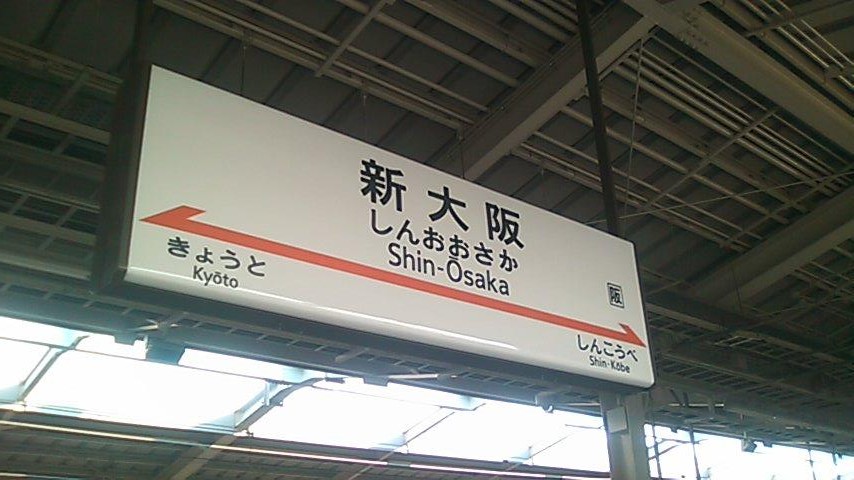 新大阪
しんおおさか
Shin-Ōsaka
阪
きょうと
Kyōto
しんこうべ
Shin-Kōbe